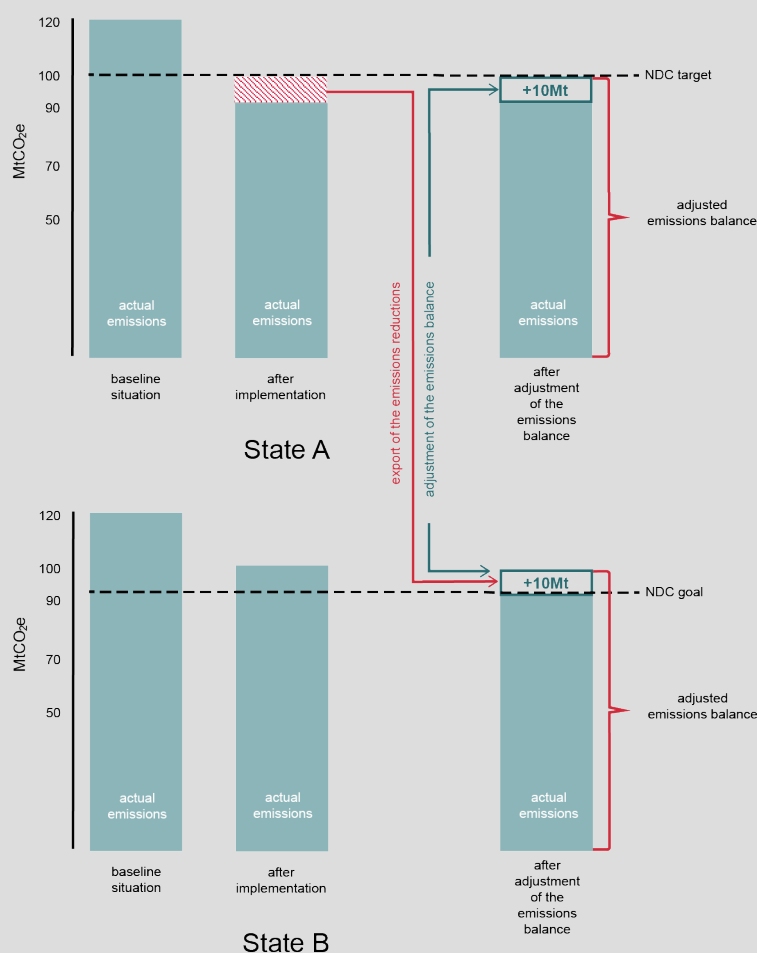 120
100
90
70
50
MtCO₂e
NDC target
+10Mt
adjusted
emissions balance
actual
emissions
actual
emissions
actual
emissions
baseline
situation
after
implementation
after
adjustment
of the
emissions
balance
export of the emissions reductions
adjustment of the emissions balance
State A
120
100
90
70
50
MtCO₂e
+10Mt
NDC goal
adjusted
emissions balance
actual
emissions
actual
emissions
actual
emissions
baseline
situation
after
implementation
after
adjustment
of the
emissions
balance
State B